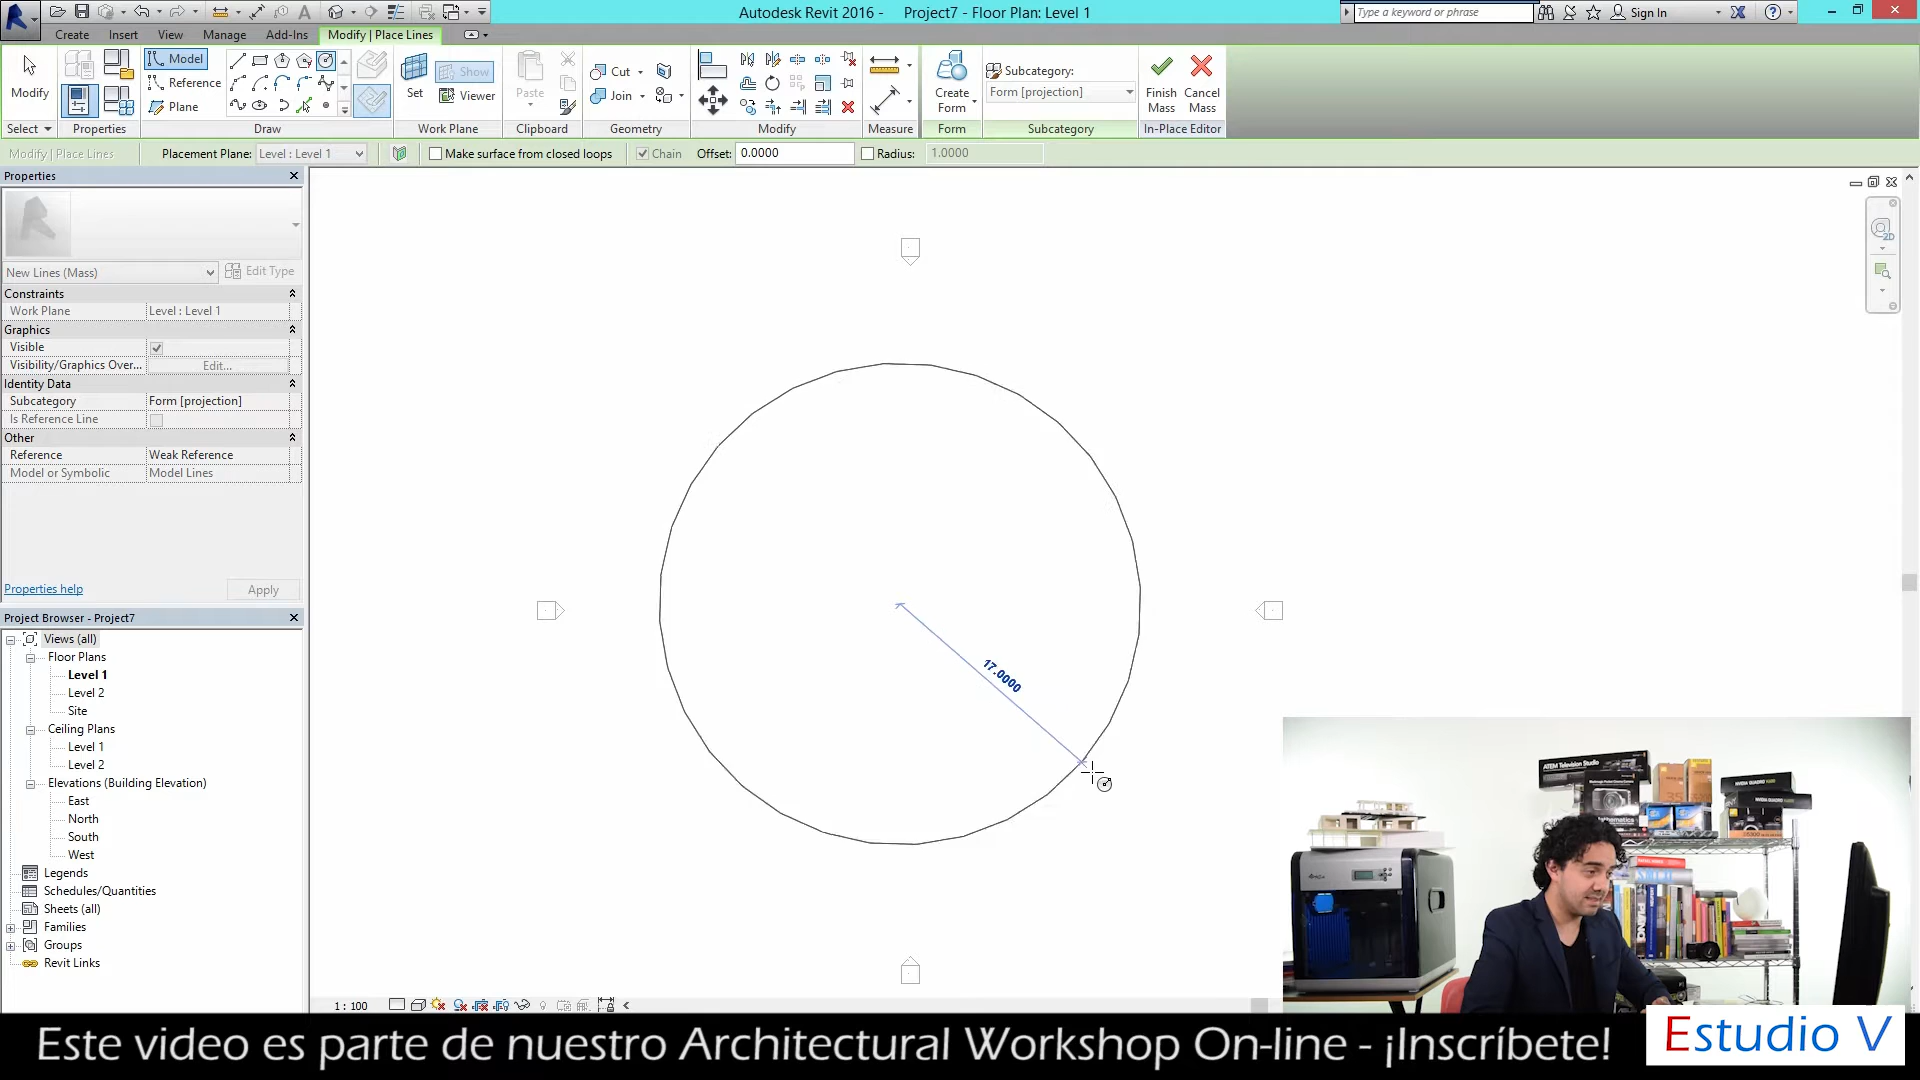 Autodesk Revit 2016 -     Project7 - Floor Plan: Level 1
Type a keyword or phrase
Sign In
Create Insert View Manage Add-Ins Modify | Place Lines
Modify
Model
Reference
Plane
Set
Show
Viewer
Paste
Cut
Join
Create
Form
Subcategory:
Form [projection]
Finish
Mass
Cancel
Mass
Select Properties Draw Work Plane Clipboard Geometry Modify Measure Form Subcategory In-Place Editor
Modify | Place Lines Placement Plane: Level : Level 1 Make surface from closed loops Chain Offset: 0.0000 Radius: 1.0000
Properties
New Lines (Mass) Edit Type
Constraints
Work Plane Level : Level 1
Graphics
Visible
Visibility/Graphics Over... Edit...
Identity Data
Subcategory Form [projection]
Is Reference Line
Other
Reference Weak Reference
Model or Symbolic Model Lines
Properties help Apply
Project Browser - Project7
Views (all)
Floor Plans
Level 1
Level 2
Site
Ceiling Plans
Level 1
Level 2
Elevations (Building Elevation)
East
North
South
West
Legends
Schedules/Quantities
Sheets (all)
Families
Groups
Revit Links
2D
17.0000
1 : 100
ATEM Television Studio
Este video es parte de nuestro Architectural Workshop On-line - ¡Inscríbete!
Estudio V